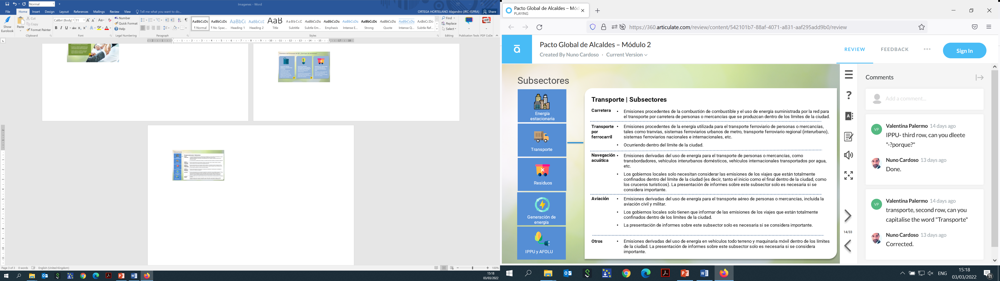 Normal
Imagenes - Word
File Home Insert Design Layout References Mailings Review View Tell me what you want to do...
ORTEGA HORTELANO Alejandro (JRC-ISPRA) Share
Show
Eurolook
Paste
Cut
Copy
Format Painter
Calibri (Body) 11
Number
Quick Format
Help
AaBbCcDc AaBbCcDc AaBbCc AaBbCcC AaB AaBbCcC AaBbCcDc AaBbCcDc AaBbCcDc AaBbCcDc AaBbCcDc AaBbCcDc AaBbCcDc
¶ Normal ¶ No Spac... Heading 1 Heading 2 Title Subtitle Subtle Em... Emphasis Intense E... Strong Quote Intense Q... Subtle Ref...
Find
Replace
Select
Clipboard Font Legal Numbering Paragraph Styles Editing Publication Tools PDF CoDe
Inventario de Emisiones de GEI: ¿Qué tipos de emisiones?
Subsectores
Energía estacionaria | Subsectores
Page 3 of 3 0 words English (United Kingdom)
100%
15:18
03/03/2022
Pacto Global de Alcaldes – Mód
PLAYING
https://360.articulate.com/review/content/542101b7-88af-4071-a831-aaf295add9b0/review
Pacto Global de Alcaldes – Módulo 2
Created By Nuno Cardoso · Current Version
REVIEW FEEDBACK
Sign In
Subsectores
Energía
estacionaria
Transporte
Residuos
Generación de
energía
IPPU y AFOLU
Transporte | Subsectores
Carretera • Emisiones procedentes de la combustión de combustible y el uso de energía suministrada por la red para
el transporte por carretera de personas o mercancías que se produzcan dentro de los límites de la ciudad.
Transporte • Emisiones procedentes de la energía utilizada para el transporte ferroviario de personas o mercancías,
por tales como tranvías, sistemas ferroviarios urbanos de metro, transporte ferroviario regional (interurbano),
ferrocarril sistemas ferroviarios nacionales e internacionales, etc.
• Ocurriendo dentro del límite de la ciudad.
Navegación • Emisiones derivadas del uso de energía para el transporte de personas o mercancías, como
acuática transbordadores, vehículos interurbanos domésticos, vehículos internacionales transportados por agua,
etc.
• Los gobiernos locales solo necesitan considerar las emisiones de los viajes que están totalmente
confinados dentro del límite de la ciudad (es decir, tanto el inicio como el final dentro de la ciudad, como
los cruceros turísticos). La presentación de informes sobre este subsector solo es necesaria si se
considera importante.
Aviación • Emisiones derivadas del uso de energía para el transporte aéreo de personas o mercancías, incluida la
aviación civil y militar.
• Los gobiernos locales solo tienen que informar de las emisiones de los viajes que están totalmente
confinados dentro de los límites de la ciudad.
• La presentación de informes sobre este subsector solo es necesaria si se considera importante.
Otros • Emisiones derivadas del uso de energía en vehículos todo terreno y maquinaria móvil dentro de los límites
de la ciudad. La presentación de informes sobre este subsector solo es necesaria si se considera
importante.
14/33
Comments
Add a comment...
VP
Valentina Palermo 14 days ago
IPPU- third row, can you dleete
"-?porque?"
Nuno Cardoso 13 days ago
Done.
VP
Valentina Palermo 14 days ago
transporte, second row, can you
capitalise the word "Transporte"
Nuno Cardoso 13 days ago
Corrected.
ENG
15:18
03/03/2022
11